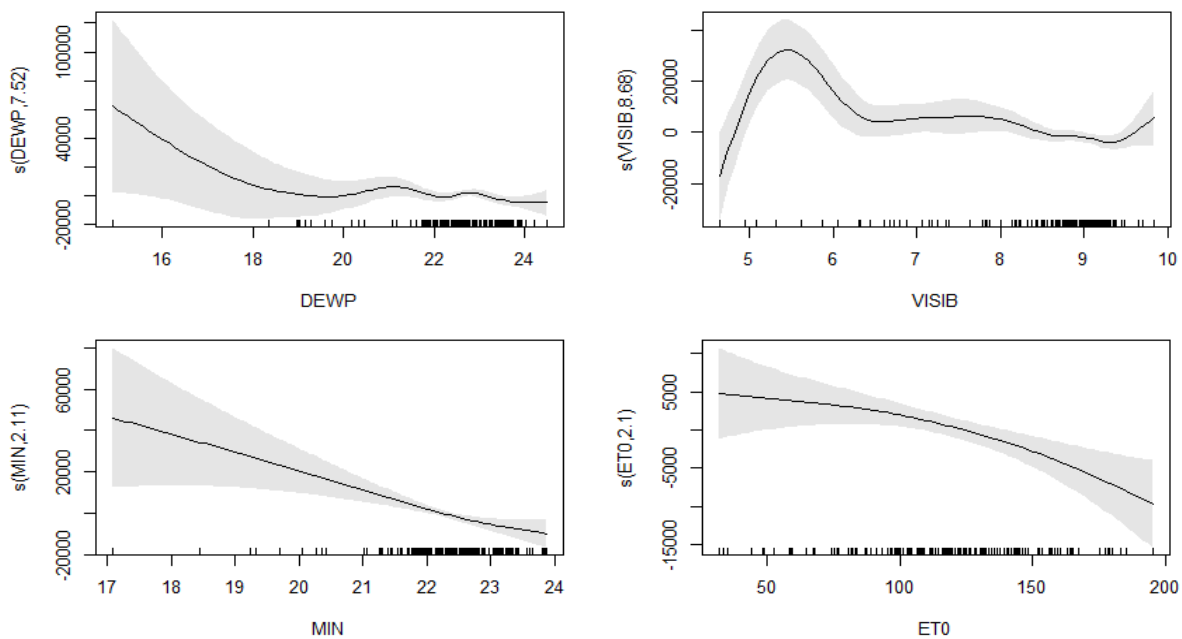 s(DEWP,7.52)
100000
40000
-20000
16 18 20 22 24
DEWP
s(VISIB,8.68)
20000
0
-20000
5 6 7 8 9 10
VISIB
s(MIN,2.11)
60000
20000
-20000
17 18 19 20 21 22 23 24
MIN
s(ET0,2.1)
5000
-5000
-15000
50 100 150 200
ET0